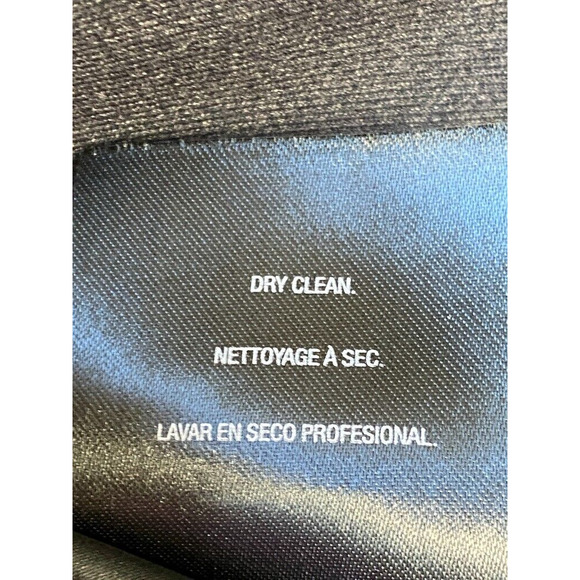 DRY CLEAN.
NETTOYAGE À SEC.
LAVAR EN SECO PROFESIONAL.